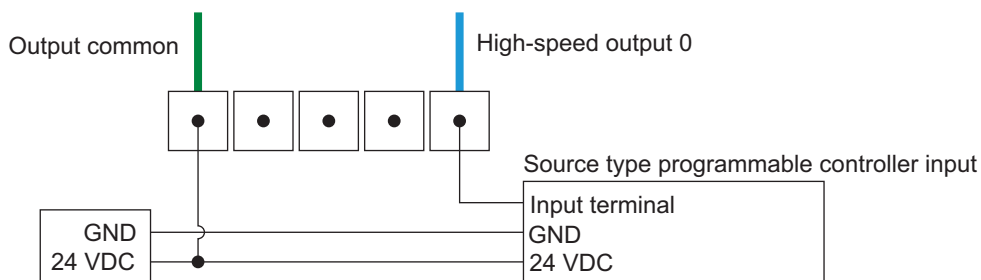 Output common
High-speed output 0
Source type programmable controller input
Input terminal
GND
GND
24 VDC
24 VDC